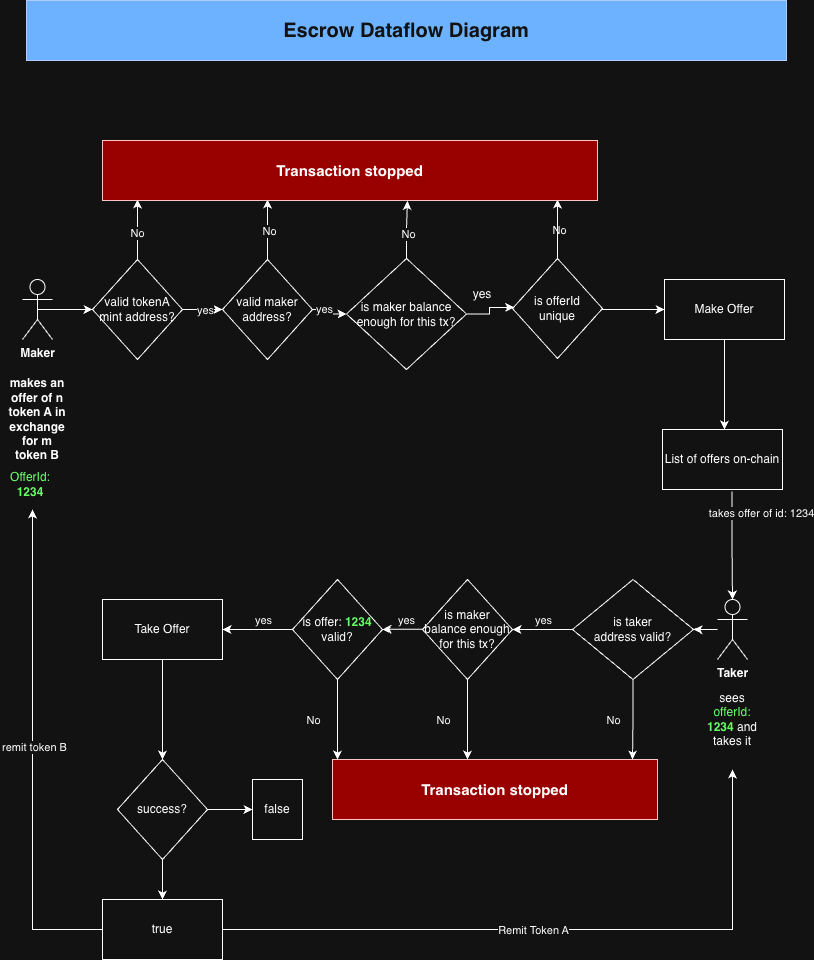 Escrow Dataflow Diagram
Transaction stopped
No
No
No
No
valid tokenA
mint address?
yes
valid maker
address?
yes
is maker balance
enough for this tx?
yes
is offerId
unique
Make Offer
Maker
makes an
offer of n
token A in
exchange
for m
token B
OfferId:
1234
List of offers on-chain
takes offer of id: 1234
Take Offer
yes
is offer: 1234
valid?
yes
is maker
balance enough
for this tx?
yes
is taker
address valid?
Taker
sees
offerId:
1234 and
takes it
No
No
No
remit token B
Transaction stopped
success?
false
true
Remit Token A